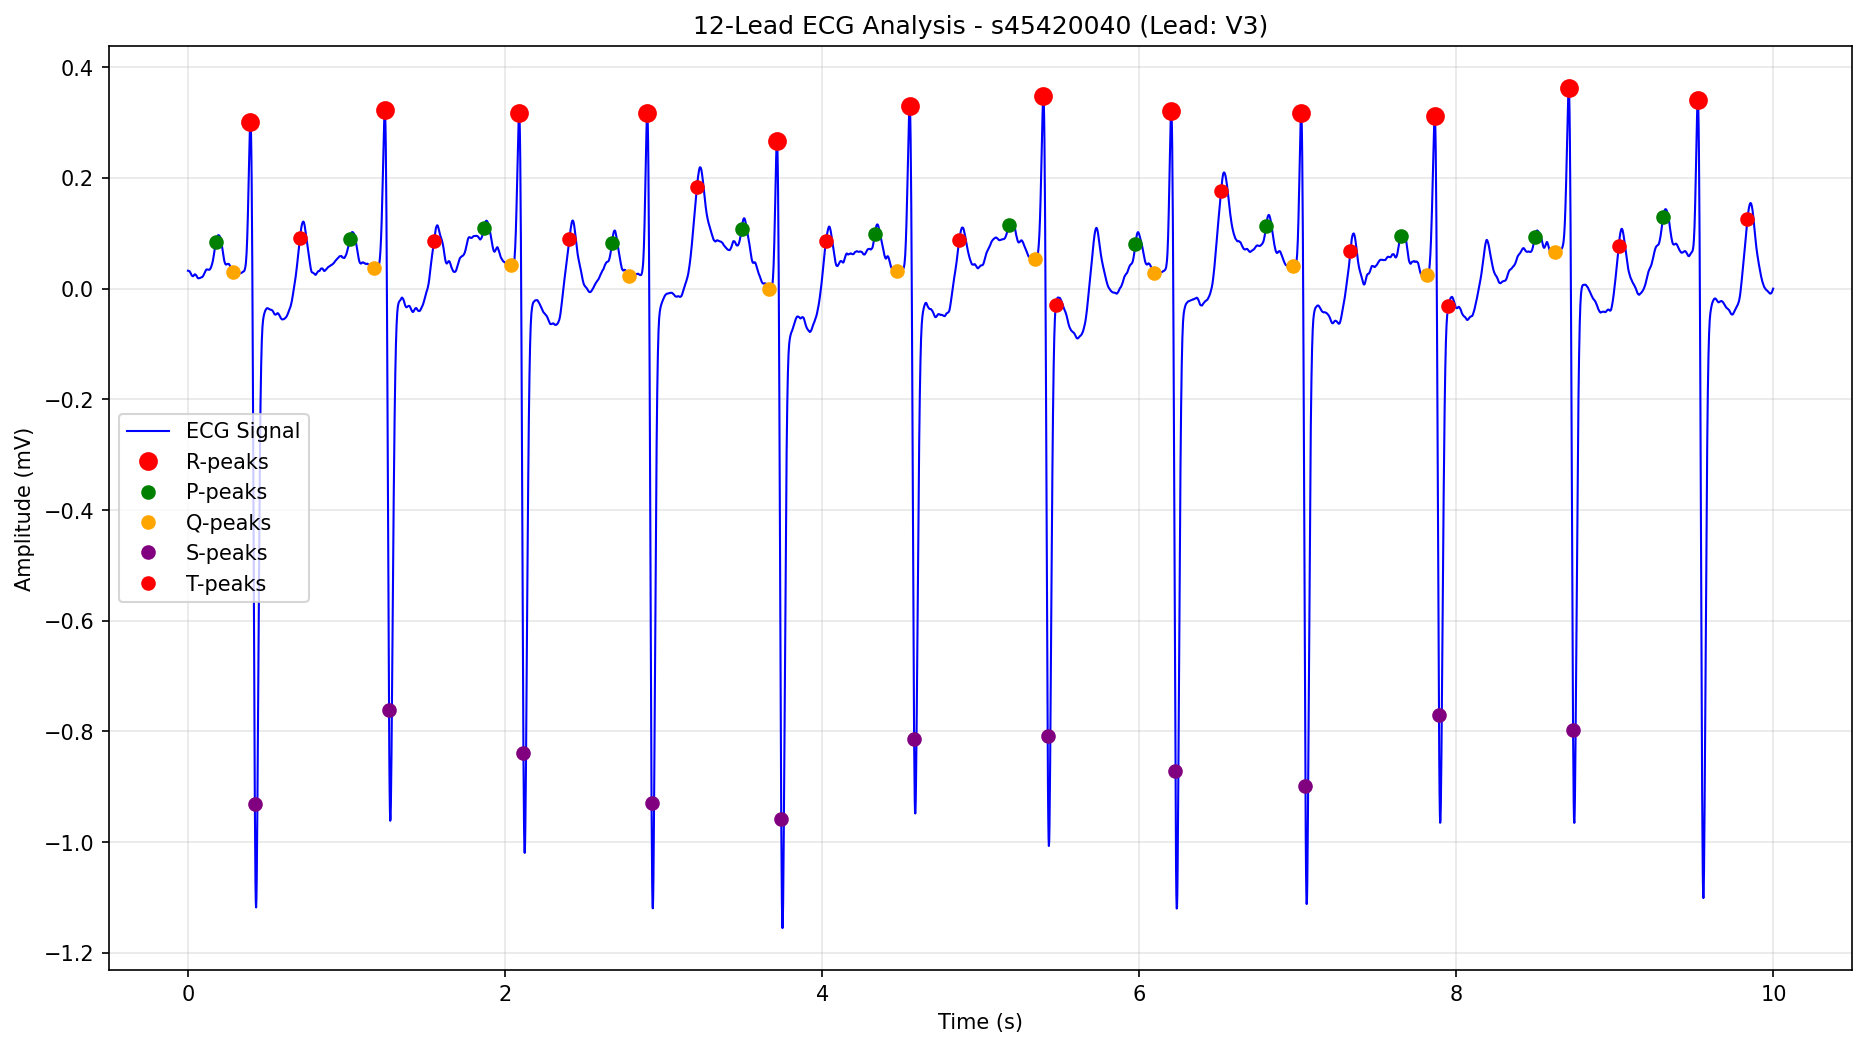 12-Lead ECG Analysis - s45420040 (Lead: V3)
Amplitude (mV)
0.4
0.2
0.0
−0.2
−0.4
−0.6
−0.8
−1.0
−1.2
ECG Signal
R-peaks
P-peaks
Q-peaks
S-peaks
T-peaks
0 2 4 6 8 10
Time (s)